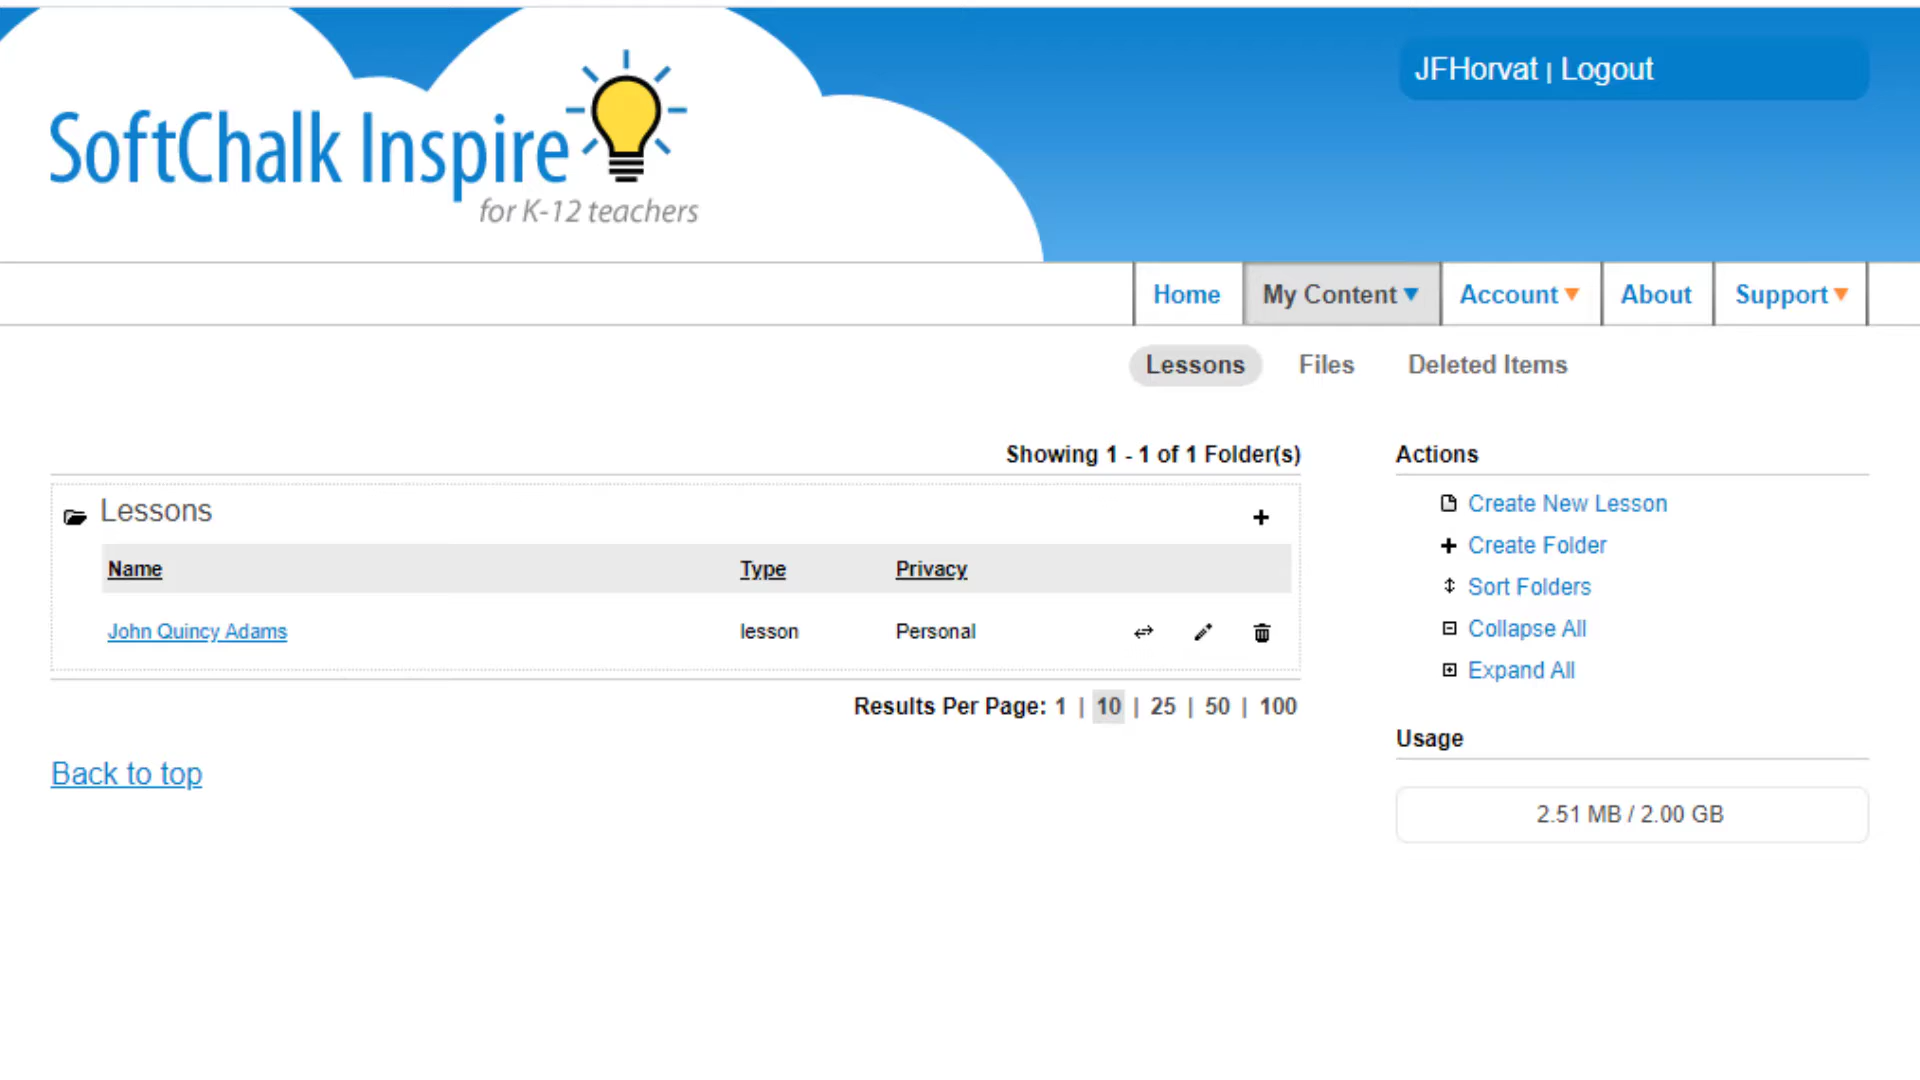 JFHorvat | Logout
SoftChalk Inspire
for K-12 teachers
Home My Content Account About Support
Lessons Files Deleted Items
Showing 1 - 1 of 1 Folder(s)
Lessons
Name Type Privacy
John Quincy Adams lesson Personal
Results Per Page: 1 | 10 | 25 | 50 | 100
Back to top
Actions
Create New Lesson
Create Folder
Sort Folders
Collapse All
Expand All
Usage
2.51 MB / 2.00 GB